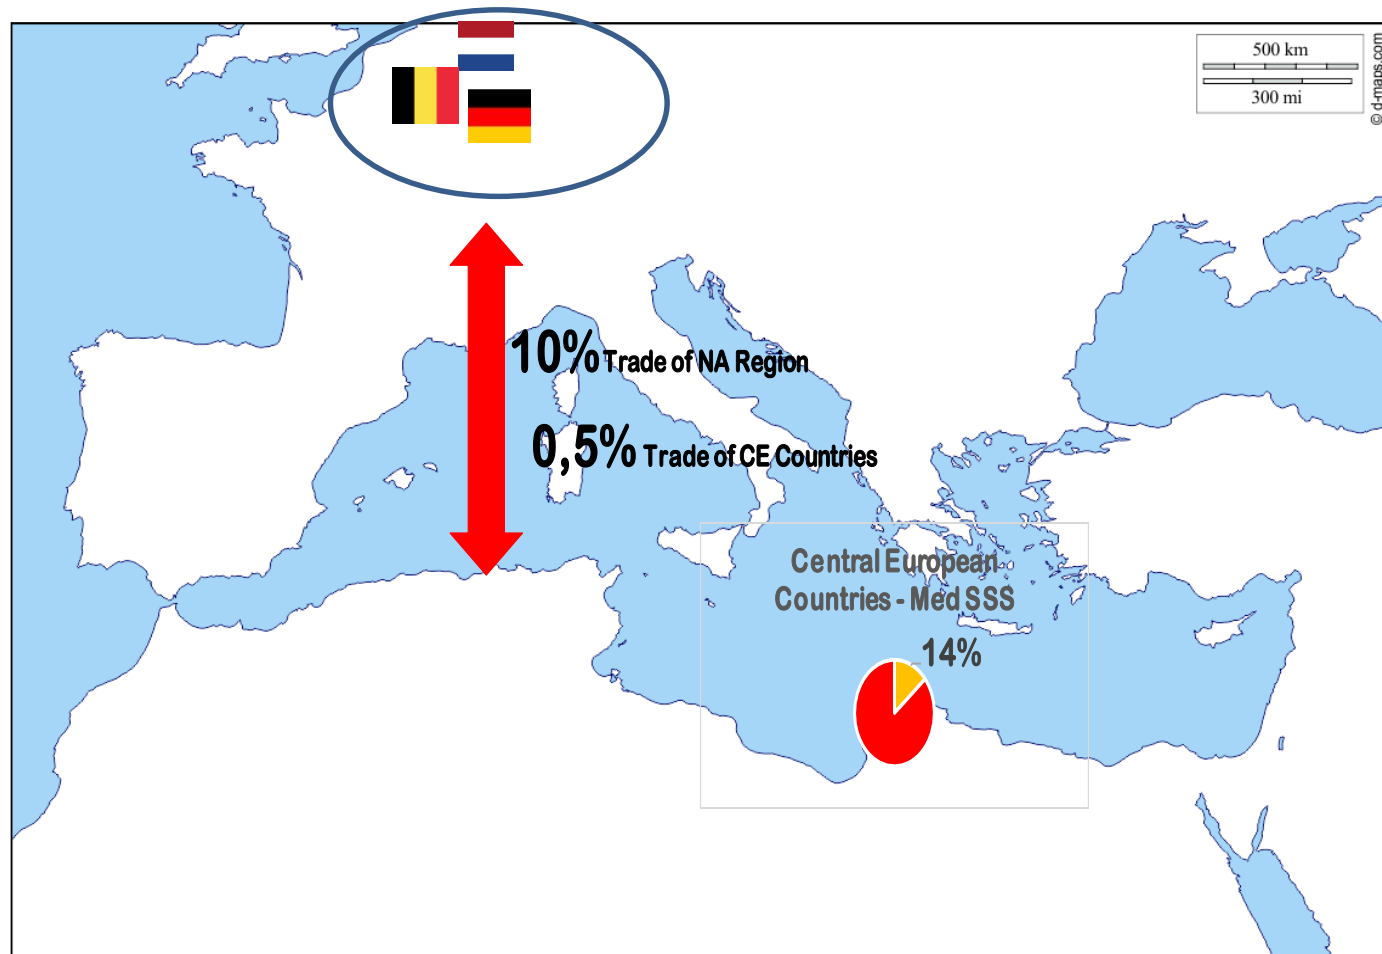 500 km
300 mi
© d-maps.com
10% Trade of NA Region
0,5% Trade of CE Countries
Central European
Countries - Med SSS
14%